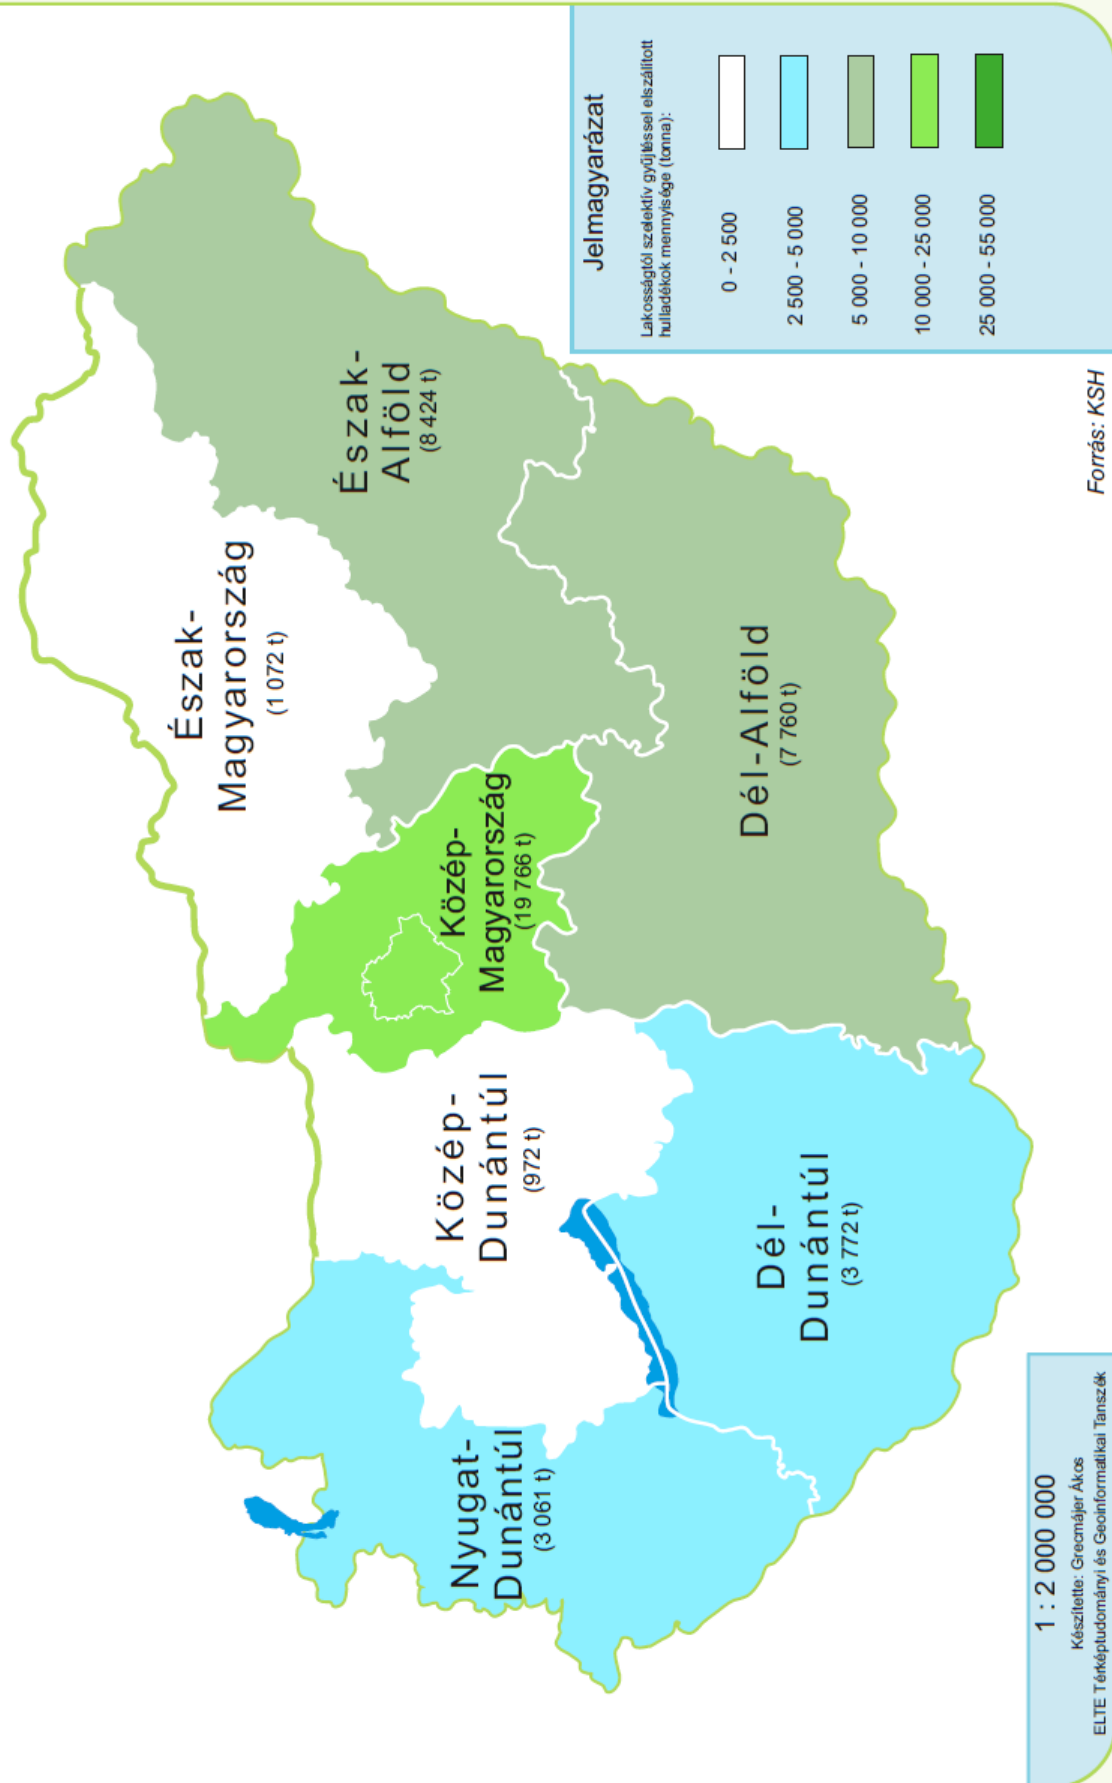 Észak-
Magyarország
(1 072 t)
Észak-
Alföld
(8 424 t)
Közép-
Magyarország
(19 766 t)
Közép-
Dunántúl
(972 t)
Nyugat-
Dunántúl
(3 061 t)
Dél-
Dunántúl
(3 772 t)
Dél-Alföld
(7 760 t)
Jelmagyarázat
Lakosságtól szelektív gyűjtéssel elszállított
hulladékok mennyisége (tonna):
0 - 2 500
2 500 - 5 000
5 000 - 10 000
10 000 - 25 000
25 000 - 55 000
Forrás: KSH
1 : 2 000 000
Készítette: Grecmájer Ákos
ELTE Térképtudományi és Geoinformatikai Tanszék